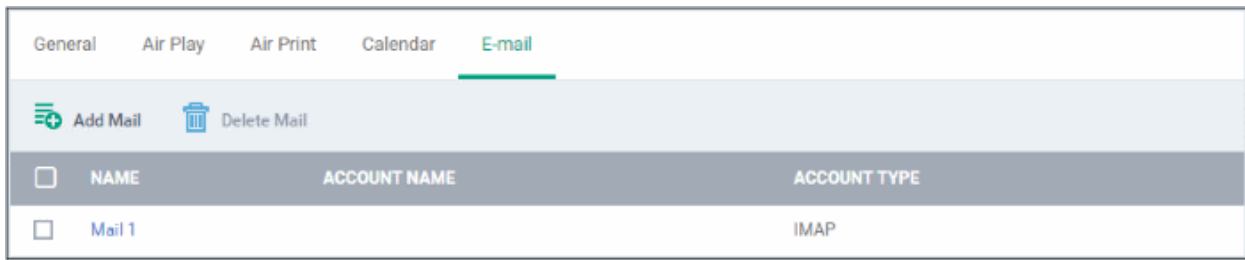 General Air Play Air Print Calendar E-mail
Add Mail Delete Mail
NAME ACCOUNT NAME ACCOUNT TYPE
Mail 1 IMAP